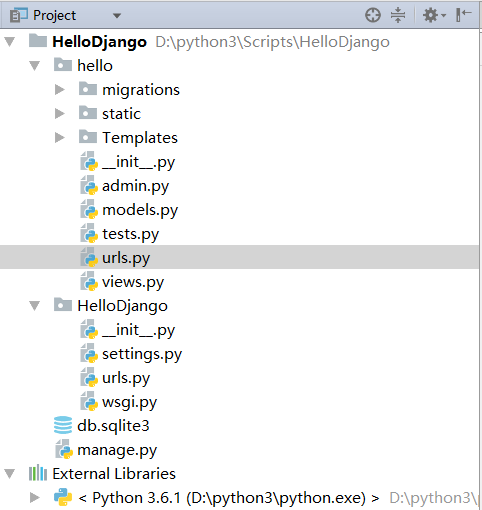 Project
HelloDjango D:\python3\Scripts\HelloDjango
hello
migrations
static
Templates
__init__.py
admin.py
models.py
tests.py
urls.py
views.py
HelloDjango
__init__.py
settings.py
urls.py
wsgi.py
db.sqlite3
manage.py
External Libraries
< Python 3.6.1 (D:\python3\python.exe) > D:\python3\p